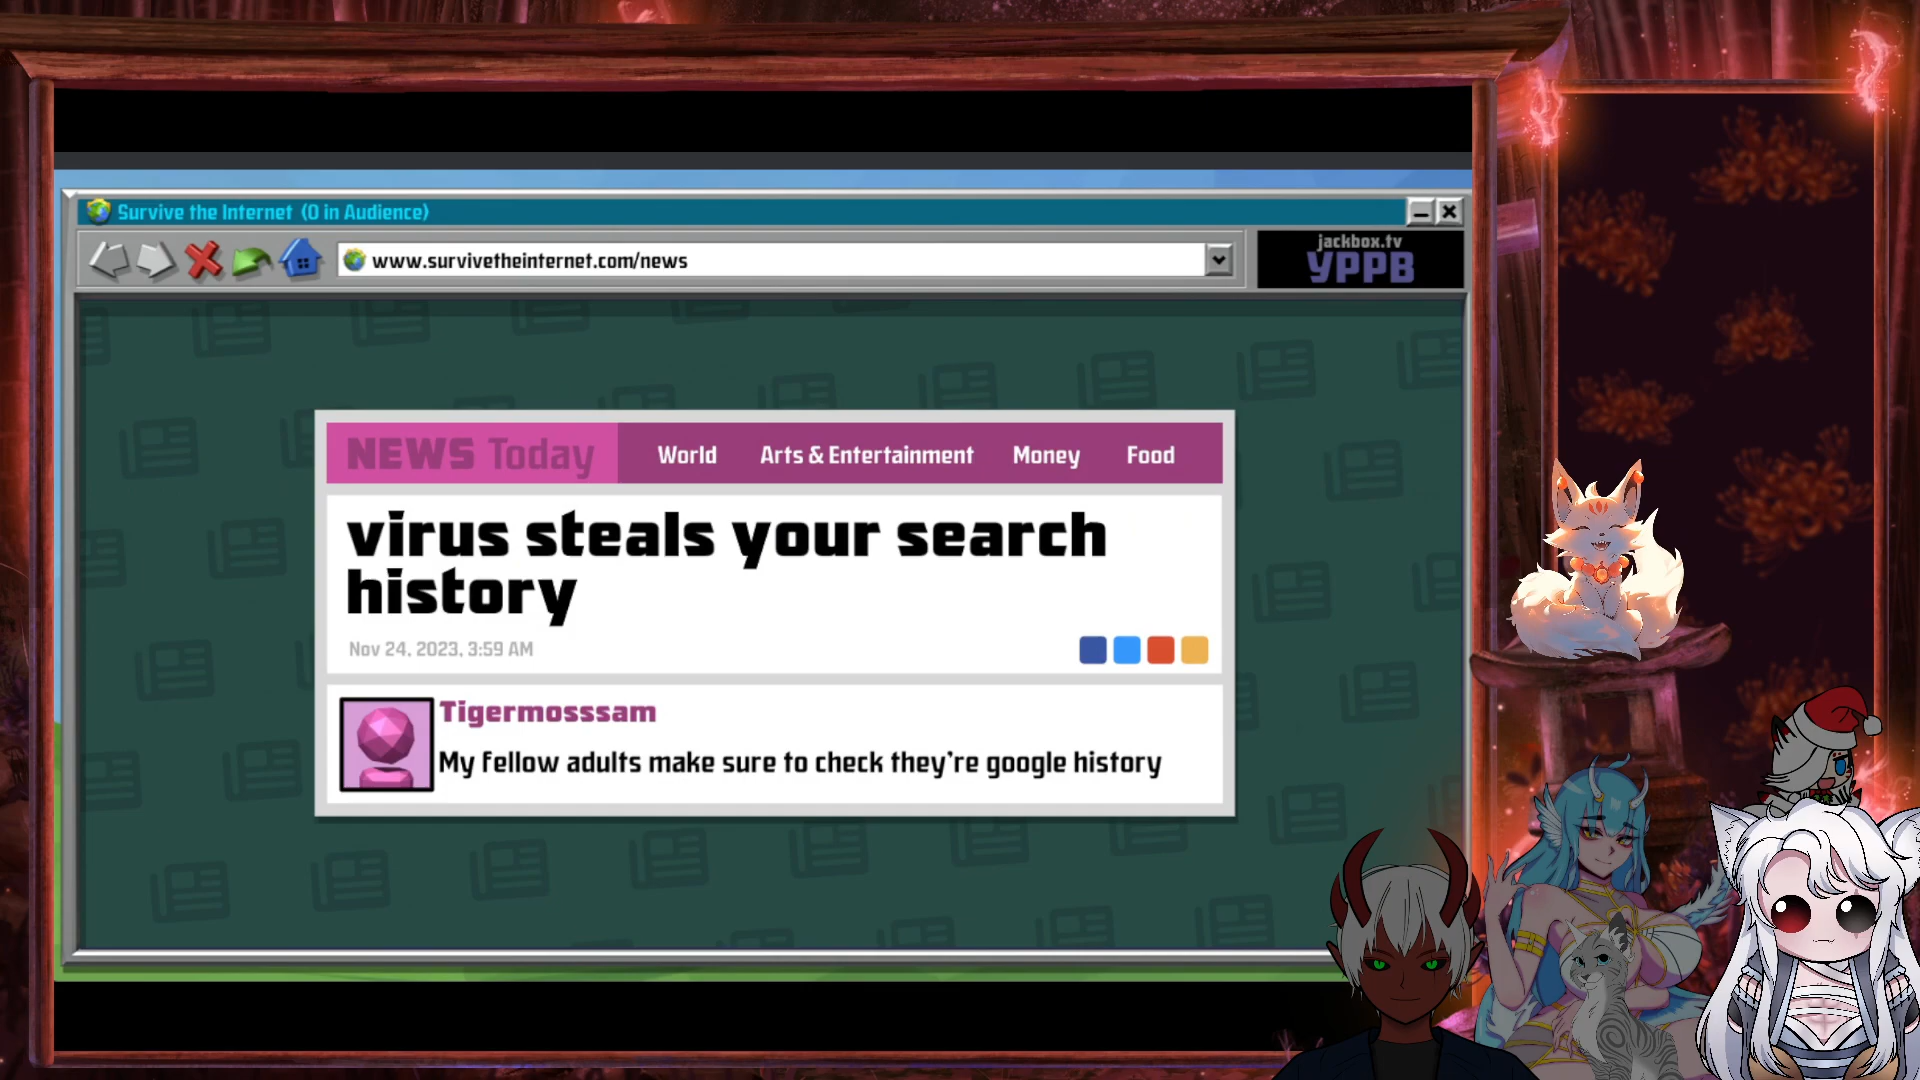 Survive the Internet (0 in Audience)
www.survivetheinternet.com/news
jackbox.tv
YPPB
NEWS Today
World
Arts & Entertainment
Money
Food
virus steals your search
history
Nov 24, 2023, 3:59 AM
Tigermosssam
My fellow adults make sure to check they're google history